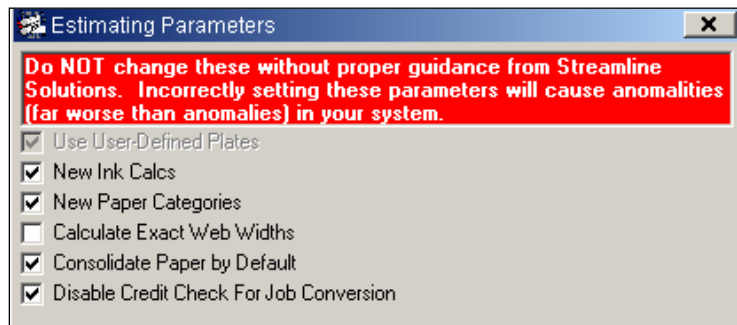 Estimating Parameters
Do NOT change these without proper guidance from Streamline
Solutions. Incorrectly setting these parameters will cause anomalities
(far worse than anomalies) in your system.
Use User-Defined Plates
New Ink Calcs
New Paper Categories
Calculate Exact Web Widths
Consolidate Paper by Default
Disable Credit Check For Job Conversion